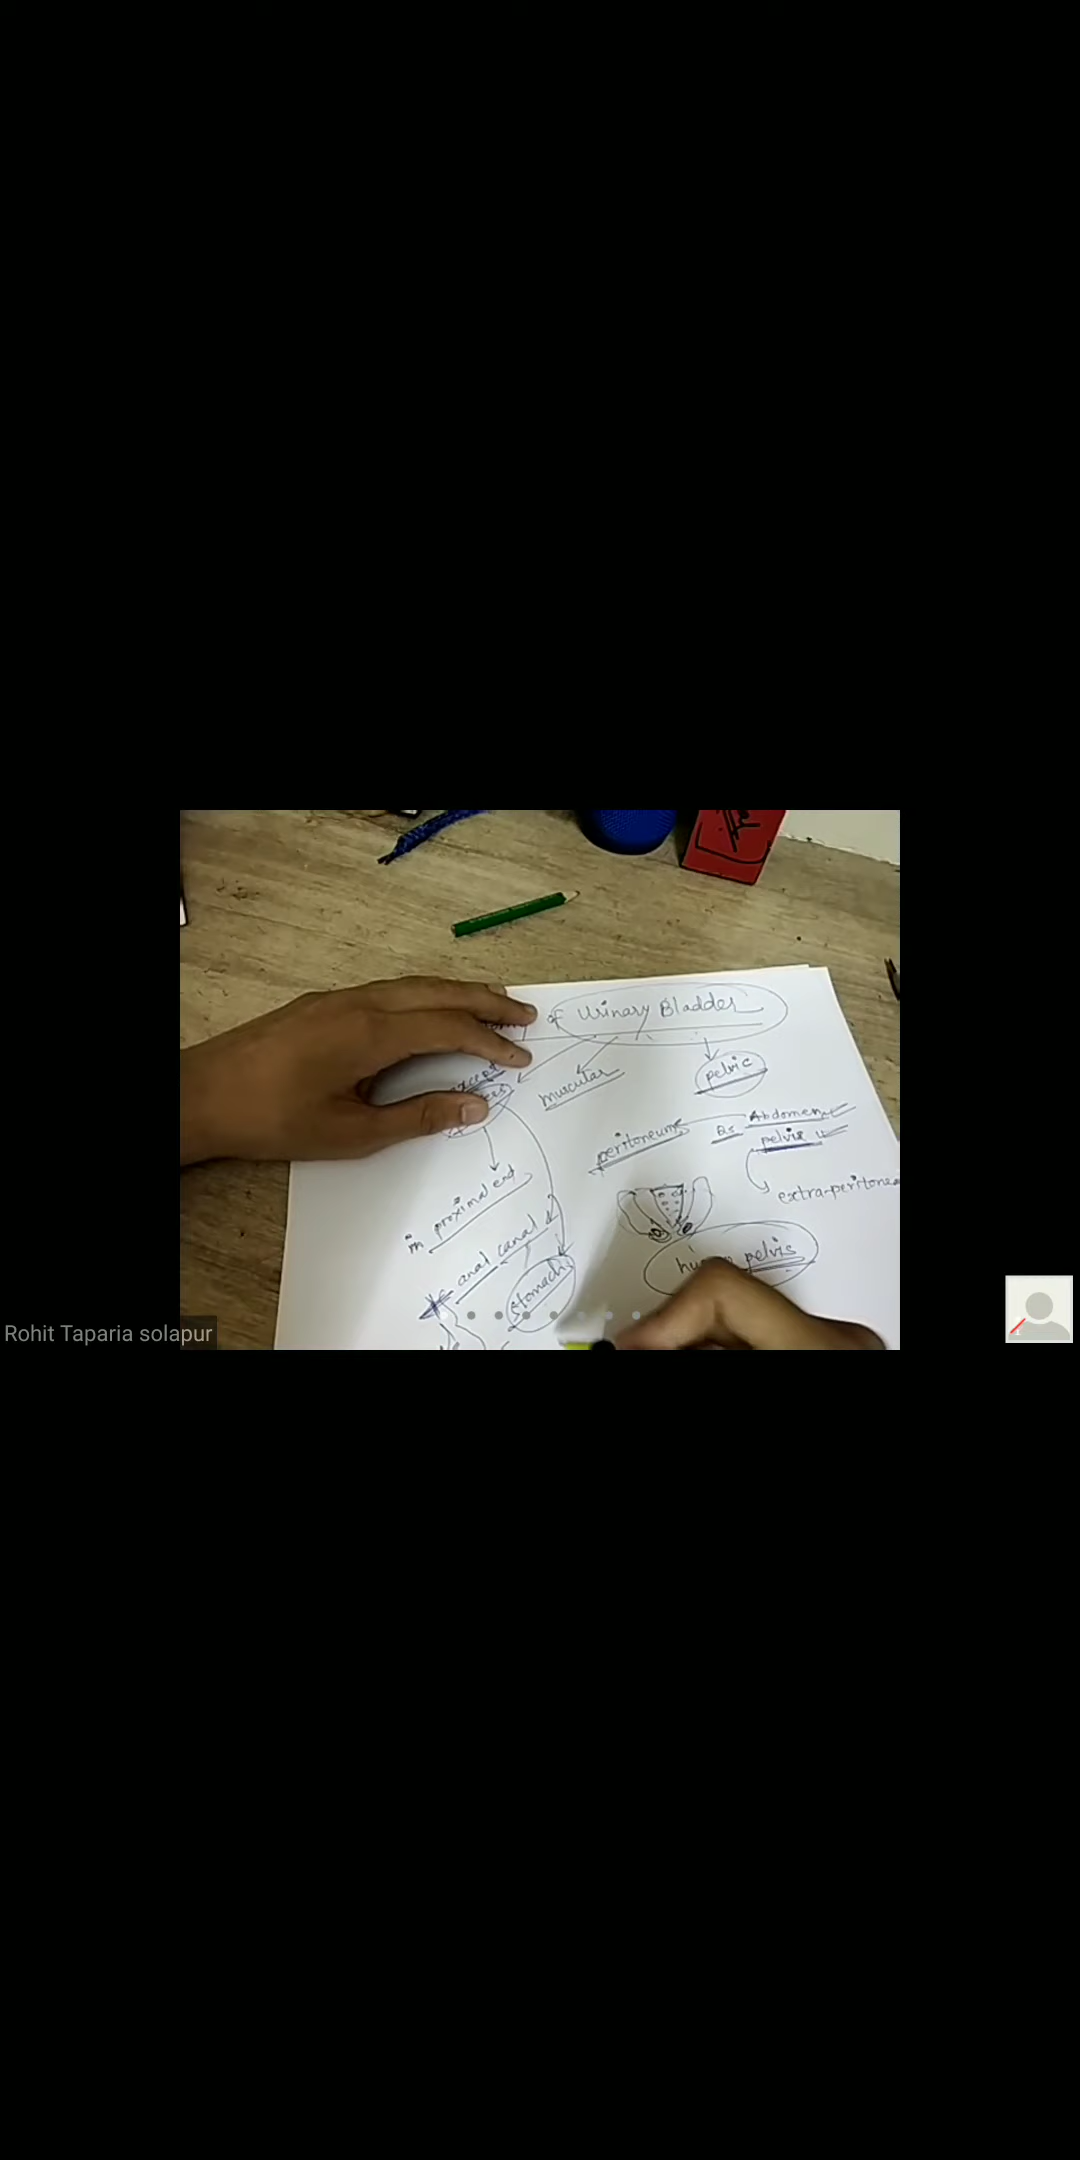 of Urinary Bladder
except
muscular
pelvic
peritoneum
Abdomen
pelvis
extra-peritone
in proximal end
anal canal
stomach
pelvis
Rohit Taparia solapur